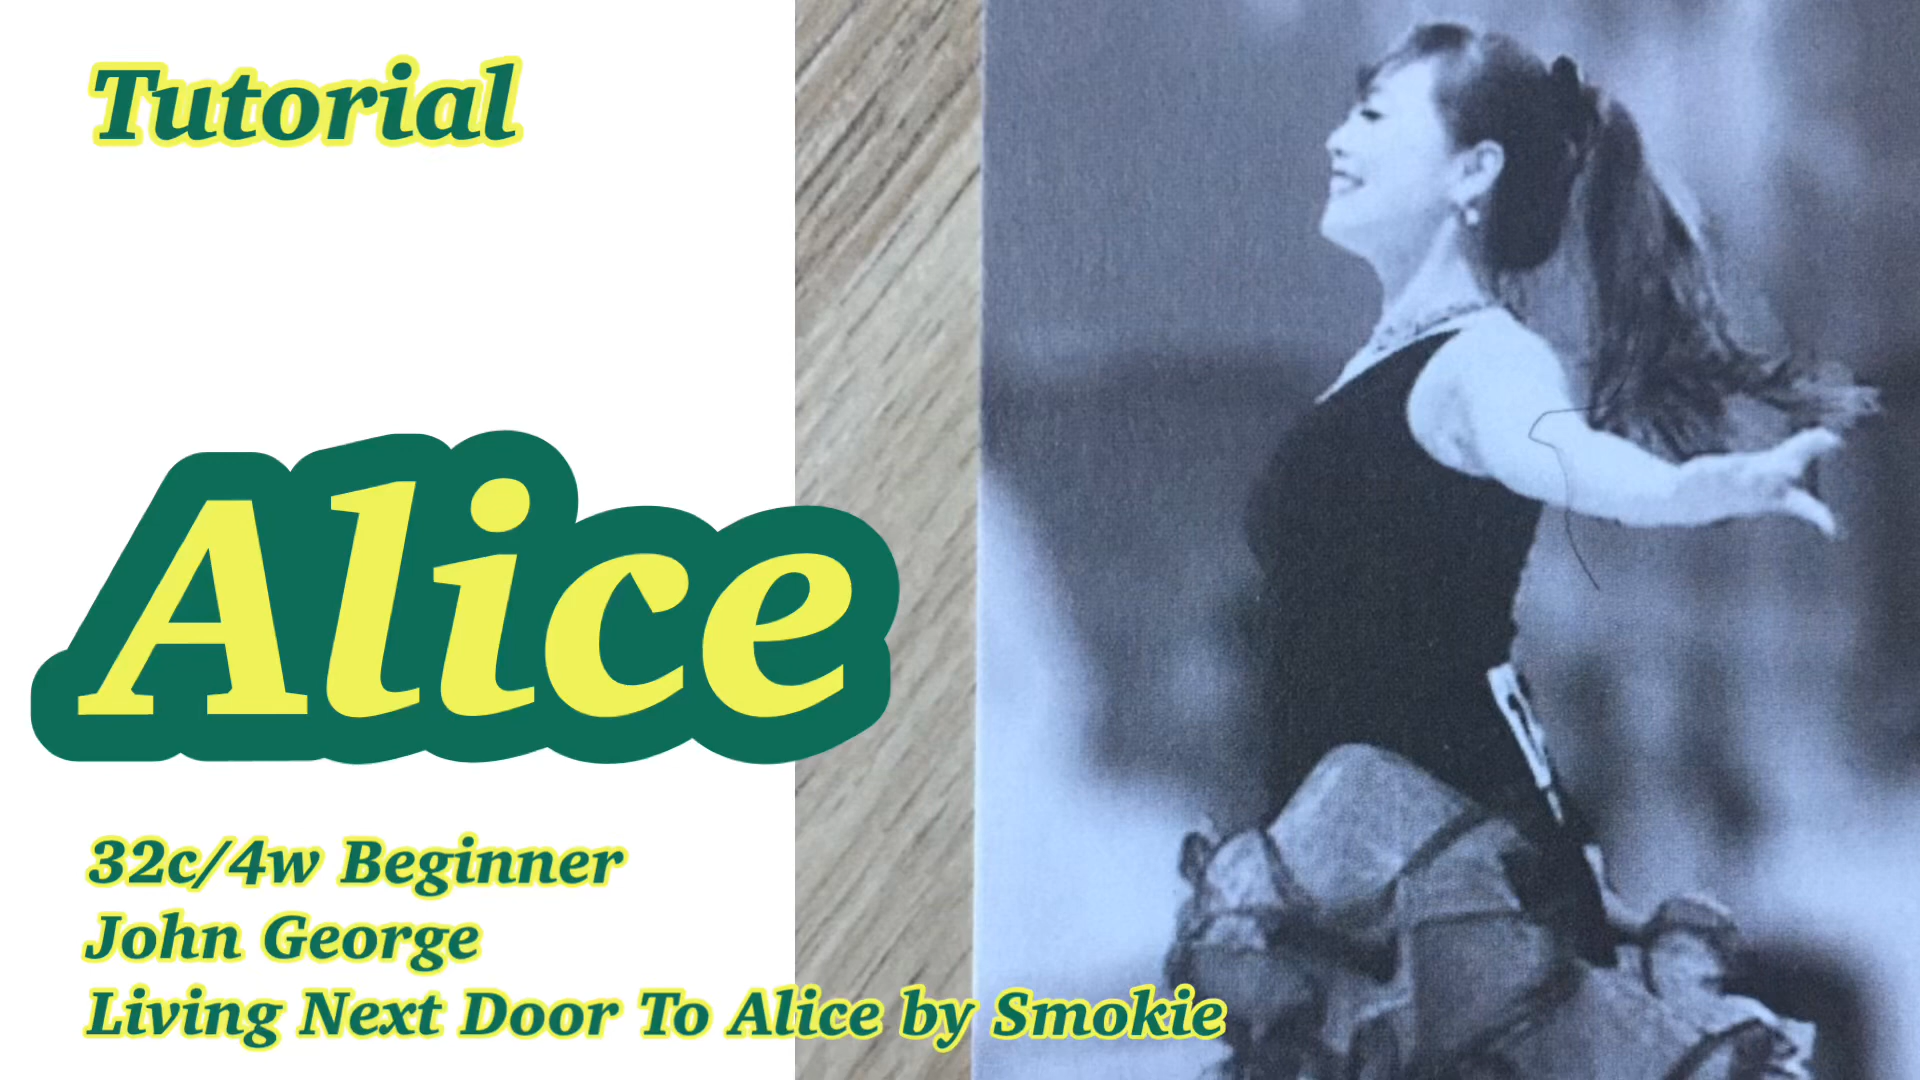 Tutorial
Alice
32c/4w Beginner
John George
Living Next Door To Alice by Smokie